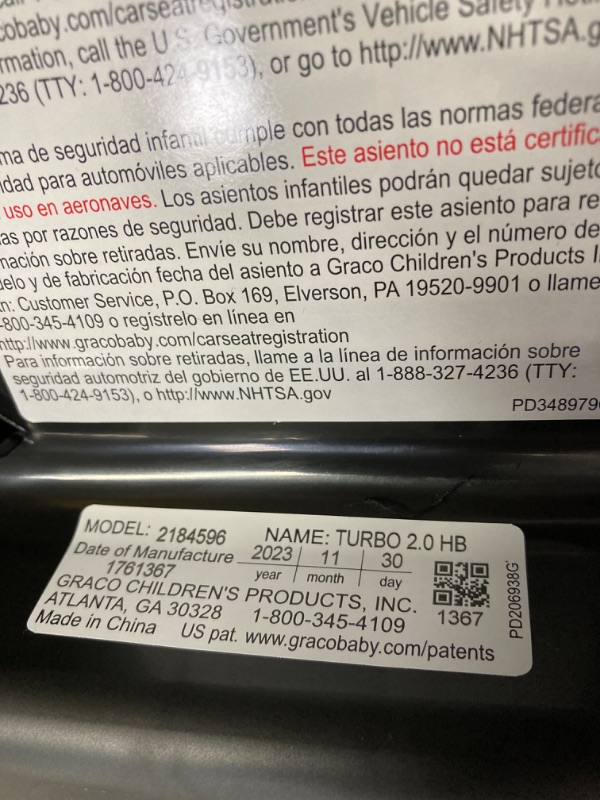 cobaby.com/carseatregistration
rmation, call the U.S. Government's Vehicle Safety
236 (TTY: 1-800-424-9153), or go to http://www.NHTSA.g
ma de seguridad infantil cumple con todas las normas federa
idad para automóviles aplicables. Este asiento no está certific
uso en aeronaves. Los asientos infantiles podrán quedar sujeto
as por razones de seguridad. Debe registrar este asiento para re
mación sobre retiradas. Envíe su nombre, dirección y el número de
delo y de fabricación fecha del asiento a Graco Children's Products I
n: Customer Service, P.O. Box 169, Elverson, PA 19520-9901 o llame
-800-345-4109 o regístrelo en línea en
http://www.gracobaby.com/carseatregistration
Para información sobre retiradas, llame a la línea de información sobre
seguridad automotriz del gobierno de EE.UU. al 1-888-327-4236 (TTY:
1-800-424-9153), o http://www.NHTSA.gov
PD348979
MODEL: 2184596 NAME: TURBO 2.0 HB
Date of Manufacture 2023 / 11 / 30
1761367 year month day
GRACO CHILDREN'S PRODUCTS, INC.
ATLANTA, GA 30328 1-800-345-4109
Made in China US pat. www.gracobaby.com/patents
1367
PD206938G